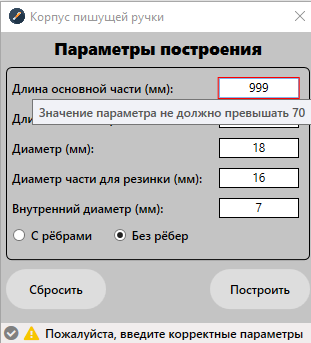 Корпус пишущей ручки
Параметры построения
Длина основной части (мм):
999
Значение параметра не должно превышать 70
Диаметр (мм):
18
Диаметр части для резинки (мм):
16
Внутренний диаметр (мм):
7
С рёбрами
Без рёбер
Сбросить
Построить
Пожалуйста, введите корректные параметры